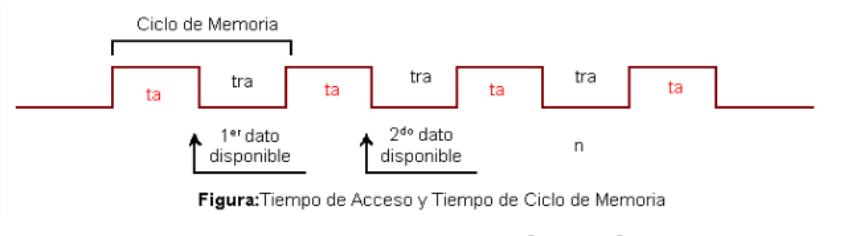 Ciclo de Memoria
ta tra ta tra ta tra ta
1er dato disponible
2do dato disponible
n
Figura:Tiempo de Acceso y Tiempo de Ciclo de Memoria